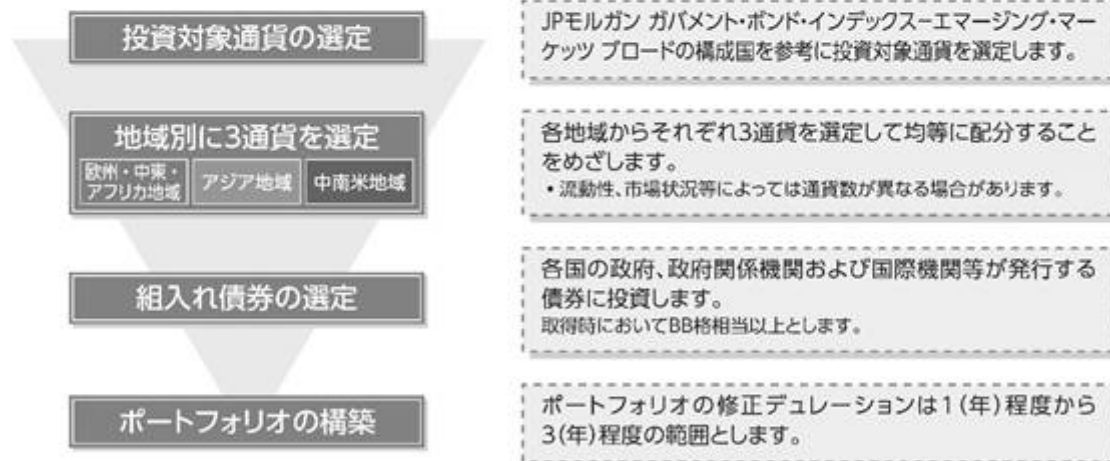 投資対象通貨の選定
JPモルガン ガバメント・ボンド・インデックス−エマージング・マー
ケッツ ブロードの構成国を参考に投資対象通貨を選定します。
地域別に3通貨を選定
欧州・中東・
アフリカ地域
アジア地域
中南米地域
各地域からそれぞれ3通貨を選定して均等に配分すること
をめざします。
• 流動性、市場状況等によっては通貨数が異なる場合があります。
組入れ債券の選定
各国の政府、政府関係機関および国際機関等が発行する
債券に投資します。
取得時においてBB格相当以上とします。
ポートフォリオの構築
ポートフォリオの修正デュレーションは1(年)程度から
3(年)程度の範囲とします。